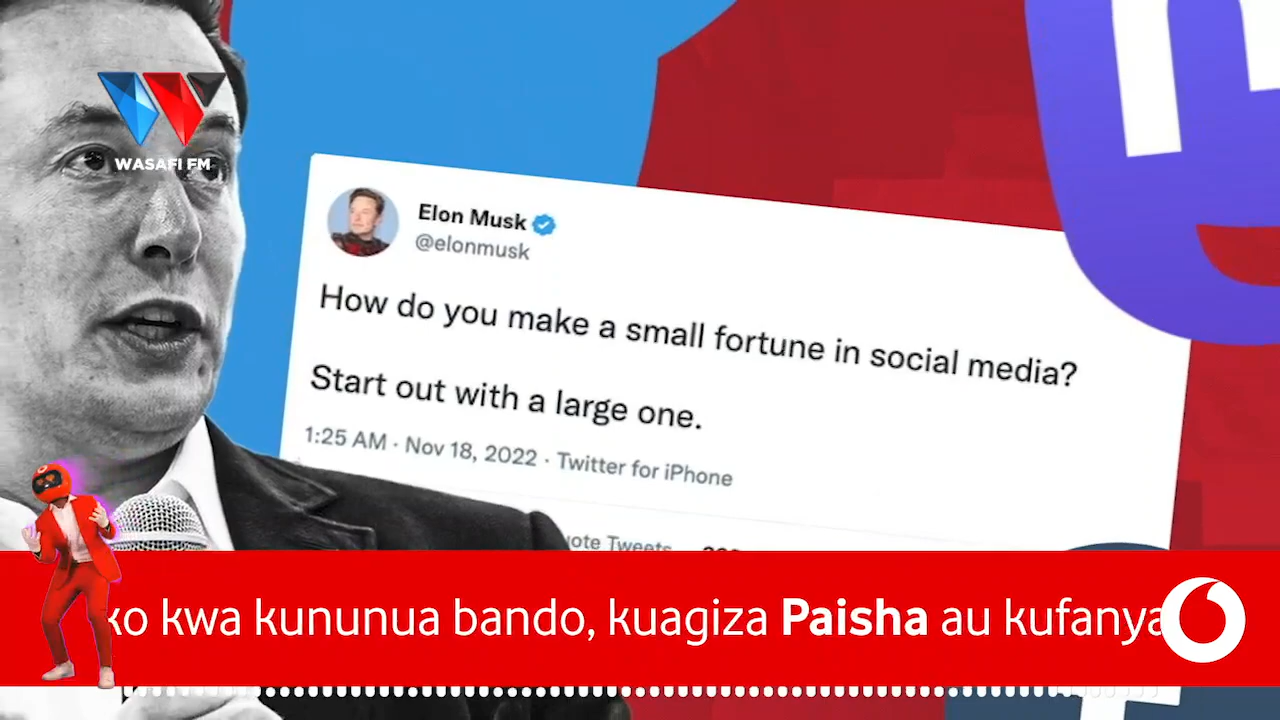 WASAFI FM
Elon Musk
@elonmusk
How do you make a small fortune in social media?
Start out with a large one.
1:25 AM · Nov 18, 2022 · Twitter for iPhone
Tweets
kwa kununua bando, kuagiza Paisha au kufanya